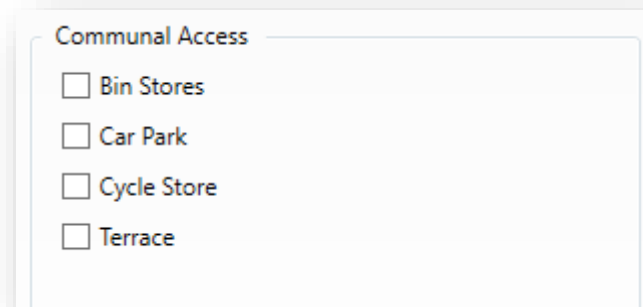 Communal Access
Bin Stores
Car Park
Cycle Store
Terrace